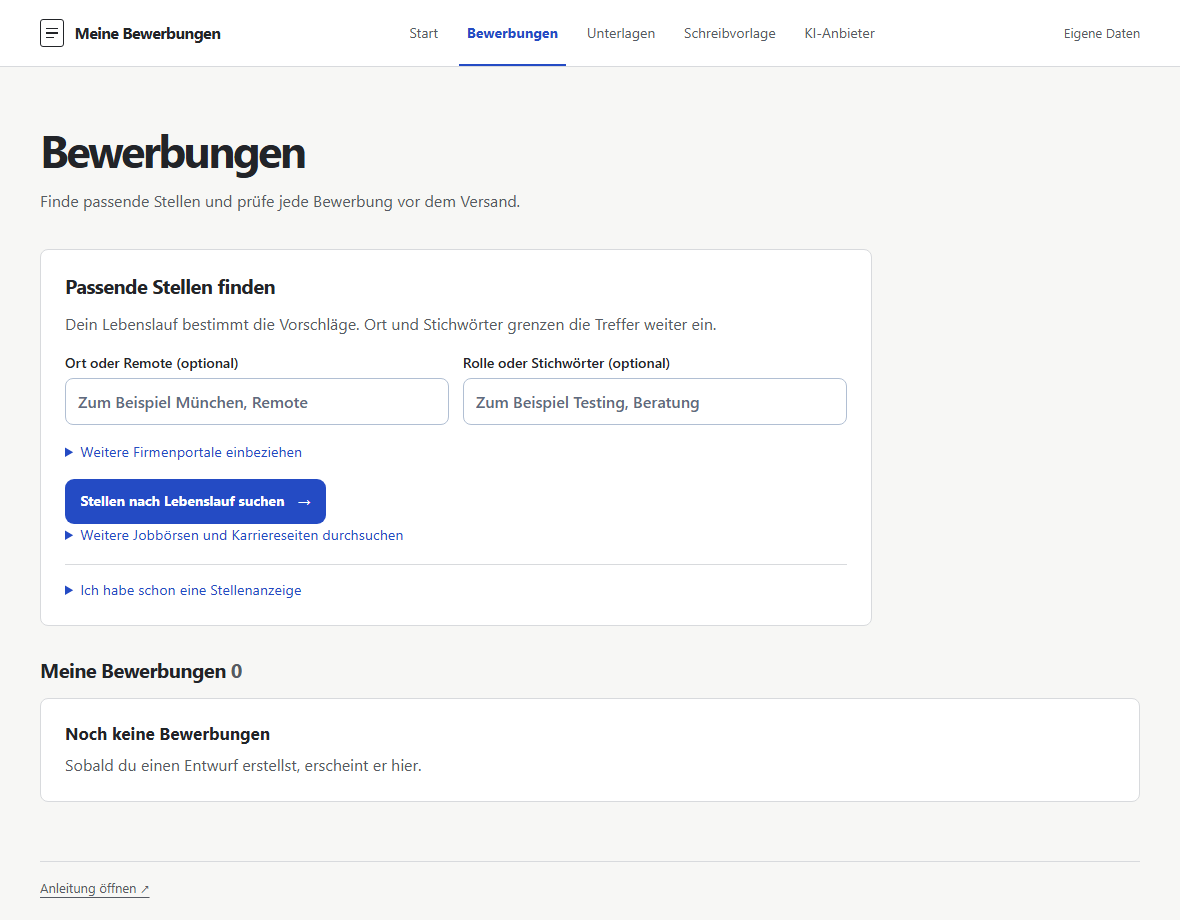 Meine Bewerbungen
Start
Bewerbungen
Unterlagen
Schreibvorlage
KI-Anbieter
Eigene Daten
Bewerbungen
Finde passende Stellen und prüfe jede Bewerbung vor dem Versand.
Passende Stellen finden
Dein Lebenslauf bestimmt die Vorschläge. Ort und Stichwörter grenzen die Treffer weiter ein.
Ort oder Remote (optional)
Rolle oder Stichwörter (optional)
Zum Beispiel München, Remote
Zum Beispiel Testing, Beratung
▶ Weitere Firmenportale einbeziehen
Stellen nach Lebenslauf suchen →
▶ Weitere Jobbörsen und Karriereseiten durchsuchen
▶ Ich habe schon eine Stellenanzeige
Meine Bewerbungen 0
Noch keine Bewerbungen
Sobald du einen Entwurf erstellst, erscheint er hier.
Anleitung öffnen ↗